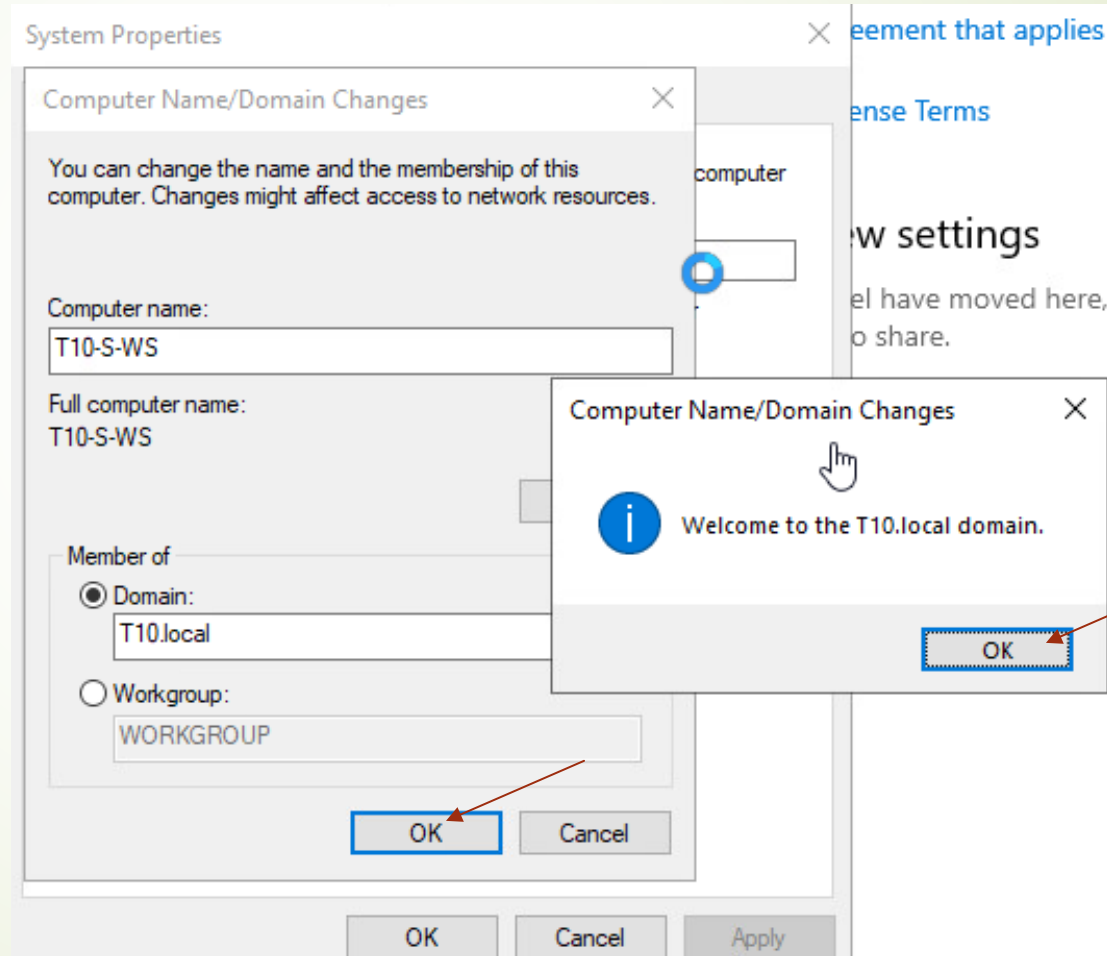 System Properties
eement that applies
Computer Name/Domain Changes
ense Terms
You can change the name and the membership of this
computer. Changes might affect access to network resources.
computer
w settings
el have moved here,
o share.
Computer name:
T10-S-WS
Full computer name:
T10-S-WS
Computer Name/Domain Changes
Welcome to the T10.local domain.
OK
Member of
Domain:
T10.local
Workgroup:
WORKGROUP
OK
Cancel
OK
Cancel
Apply